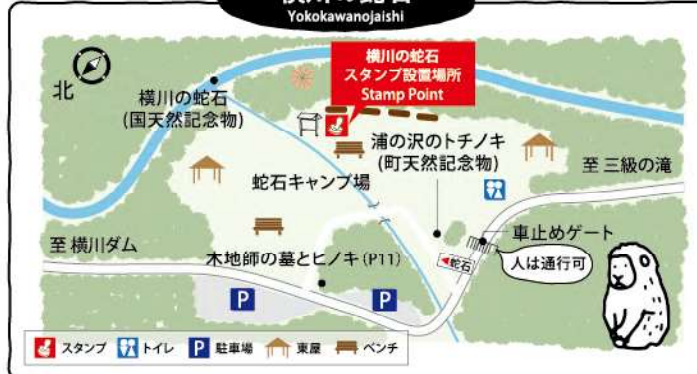 Yokokawanojaishi
北
横川の蛇石
(国天然記念物)
横川の蛇石
スタンプ設置場所
Stamp Point
浦の沢のトチノキ
(町天然記念物)
至 三級の滝
蛇石キャンプ場
車止めゲート
至 横川ダム
木地師の墓とヒノキ(P11)
蛇石
人は通行可
P
P
スタンプ
トイレ
P 駐車場
東屋
ベンチ